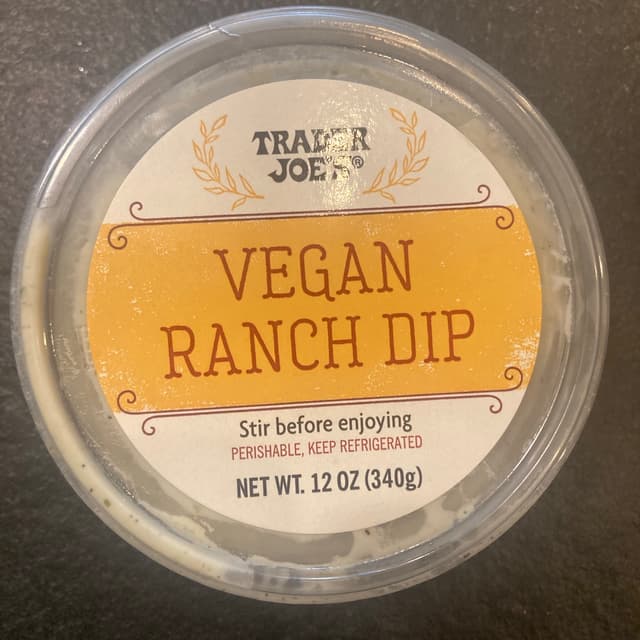 TRADER
JOE'S®
VEGAN
RANCH DIP
Stir before enjoying
PERISHABLE, KEEP REFRIGERATED
NET WT. 12 OZ (340g)